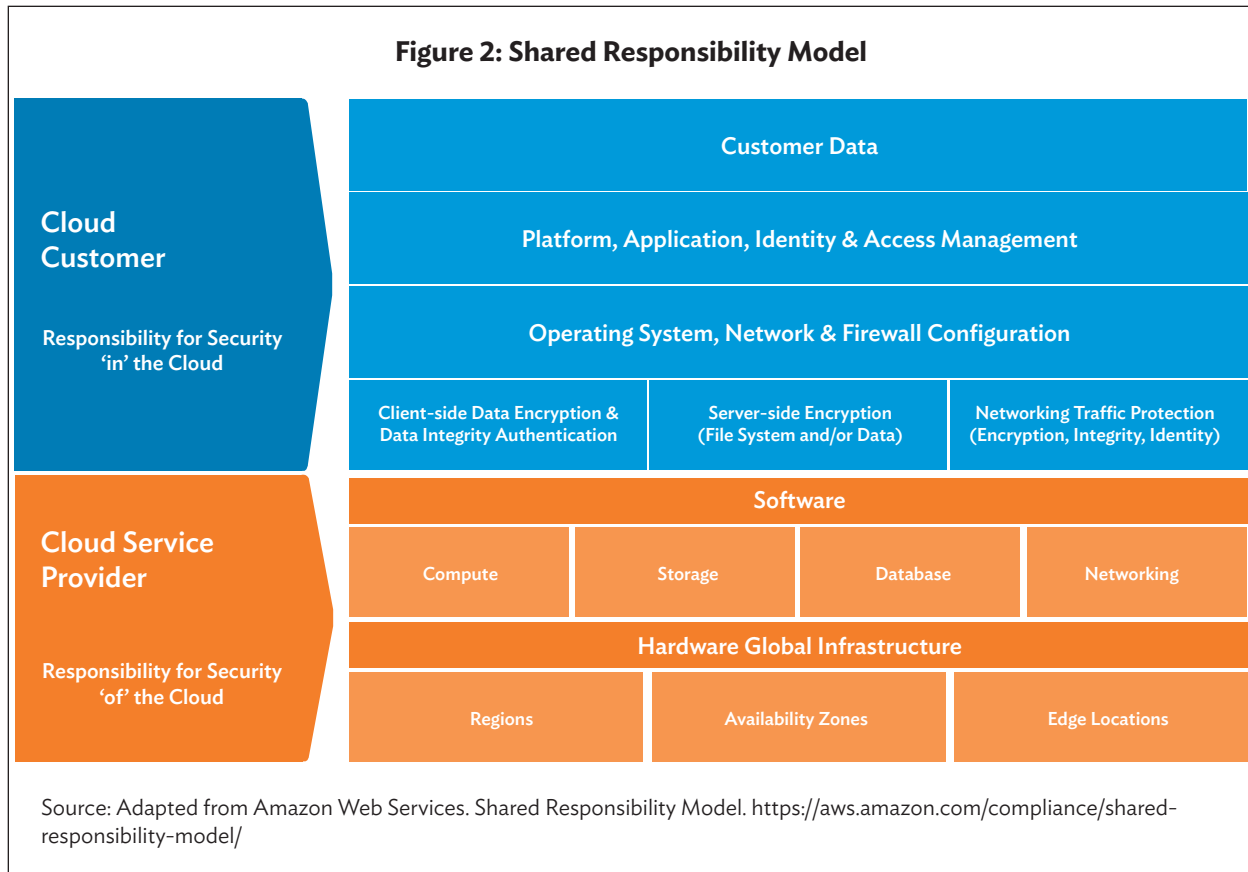 Figure 2: Shared Responsibility Model
Cloud
Customer
Responsibility for Security
‘in’ the Cloud
Customer Data
Platform, Application, Identity & Access Management
Operating System, Network & Firewall Configuration
Client-side Data Encryption &
Data Integrity Authentication
Server-side Encryption
(File System and/or Data)
Networking Traffic Protection
(Encryption, Integrity, Identity)
Cloud Service
Provider
Responsibility for Security
‘of’ the Cloud
Software
Compute
Storage
Database
Networking
Hardware Global Infrastructure
Regions
Availability Zones
Edge Locations
Source: Adapted from Amazon Web Services. Shared Responsibility Model. https://aws.amazon.com/compliance/shared-
responsibility-model/